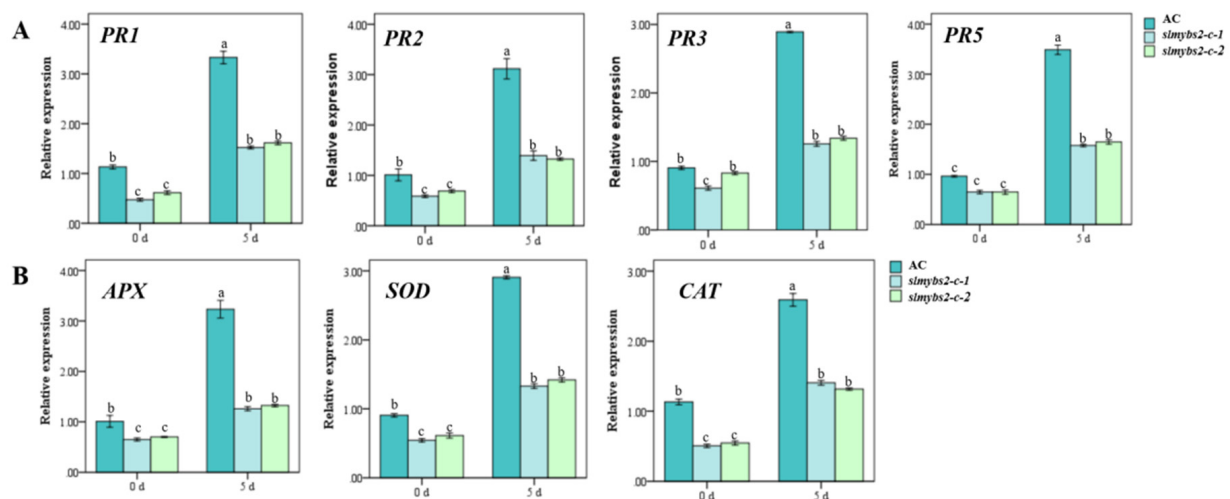 A
PR1
PR2
PR3
PR5
AC
slmybs2-c-1
slmybs2-c-2
Relative expression
4.00
3.00
2.00
1.00
.00
b
c
c
a
b
b
0 d
5 d
Relative expression
4.00
3.00
2.00
1.00
.00
b
c
c
a
b
b
0 d
5 d
Relative expression
3.00
2.00
1.00
.00
b
c
b
a
b
b
0 d
5 d
Relative expression
4.00
3.00
2.00
1.00
.00
c
c
c
a
b
b
0 d
5 d
B
APX
SOD
CAT
AC
slmybs2-c-1
slmybs2-c-2
Relative expression
4.00
3.00
2.00
1.00
.00
b
c
c
a
b
b
0 d
5 d
Relative expression
3.00
2.00
1.00
.00
b
c
c
a
b
b
0 d
5 d
Relative expression
3.00
2.00
1.00
.00
b
c
c
a
b
b
0 d
5 d